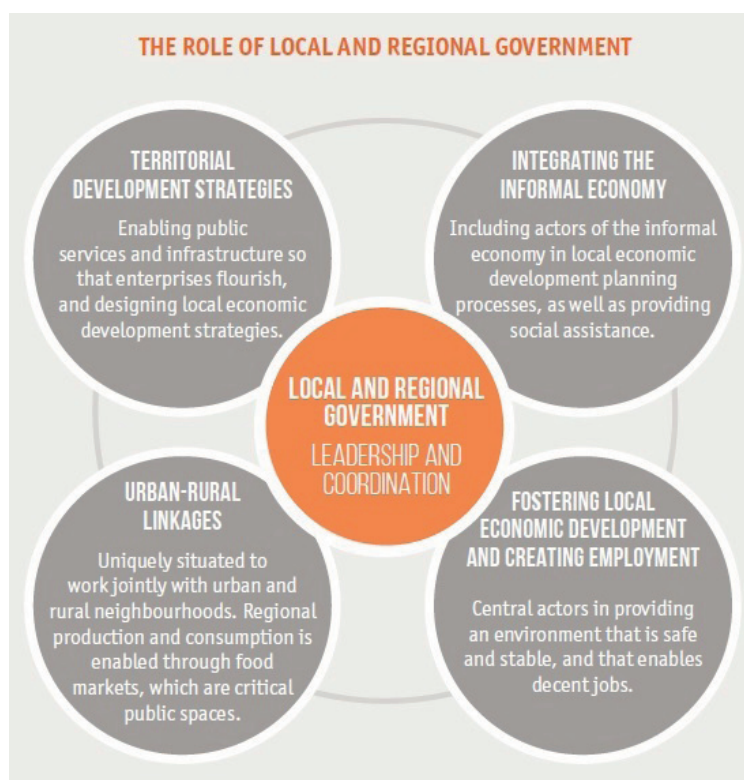 THE ROLE OF LOCAL AND REGIONAL GOVERNMENT
TERRITORIAL
DEVELOPMENT STRATEGIES
Enabling public
services and infrastructure so
that enterprises flourish,
and designing local economic
development strategies.
INTEGRATING THE
INFORMAL ECONOMY
Including actors of the informal
economy in local economic
development planning
processes, as well as providing
social assistance.
LOCAL AND REGIONAL
GOVERNMENT
LEADERSHIP AND
COORDINATION
URBAN-RURAL
LINKAGES
Uniquely situated to
work jointly with urban and
rural neighbourhoods. Regional
production and consumption is
enabled through food
markets, which are critical
public spaces.
FOSTERING LOCAL
ECONOMIC DEVELOPMENT
AND CREATING EMPLOYMENT
Central actors in providing
an environment that is safe
and stable, and that enables
decent jobs.